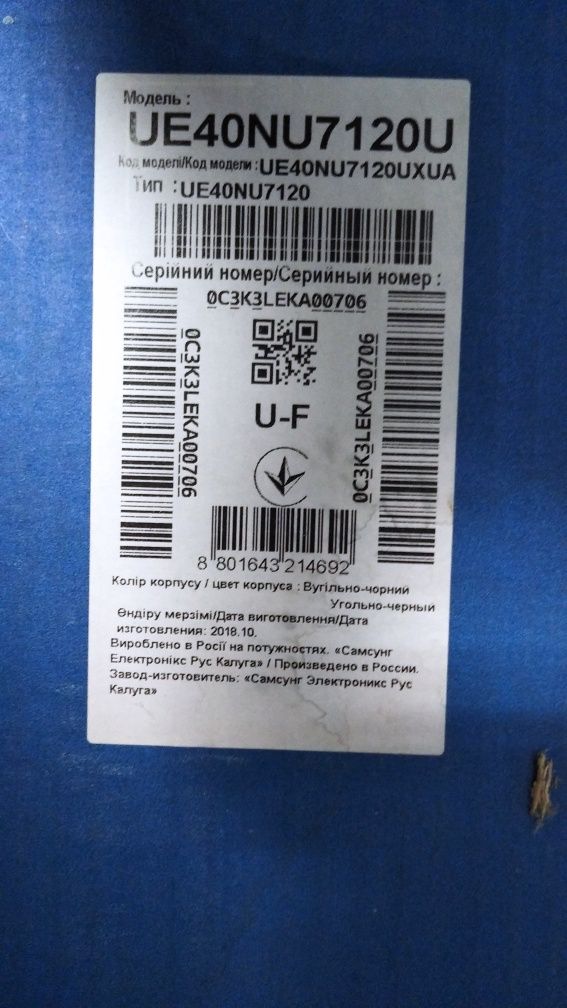 Модель :
UE40NU7120U
Код моделі/Код модели : UE40NU7120UXUA
Тип : UE40NU7120
Серійний номер/Серийный номер :
0C3K3LEKA00706
0C3K3LEKA00706
0C3K3LEKA00706
U-F
8 801643 214692
Колір корпусу / цвет корпуса : Вугільно-чорний
Угольно-черный
Өндіру мерзімі/Дата виготовлення/Дата
изготовления: 2018.10.
Вироблено в Росії на потужностях. «Самсунг
Електронікс Рус Калуга» / Произведено в России.
Завод-изготовитель: «Самсунг Электроникс Рус
Калуга»